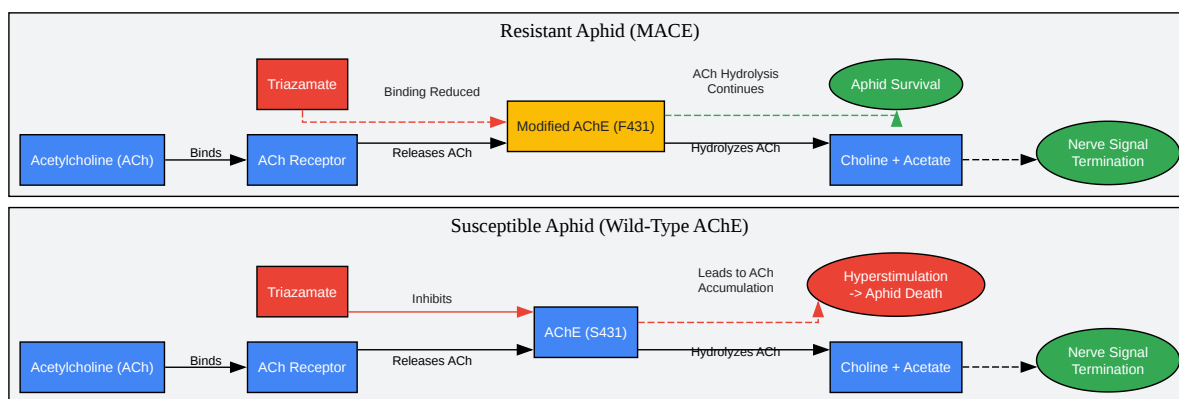 Resistant Aphid (MACE)
Triazamate
Binding Reduced
ACh Hydrolysis
Continues
Aphid Survival
Modified AChE (F431)
Acetylcholine (ACh)
Binds
ACh Receptor
Releases ACh
Hydrolyzes ACh
Choline + Acetate
Nerve Signal
Termination
Susceptible Aphid (Wild-Type AChE)
Triazamate
Inhibits
Leads to ACh
Accumulation
Hyperstimulation
-> Aphid Death
AChE (S431)
Acetylcholine (ACh)
Binds
ACh Receptor
Releases ACh
Hydrolyzes ACh
Choline + Acetate
Nerve Signal
Termination